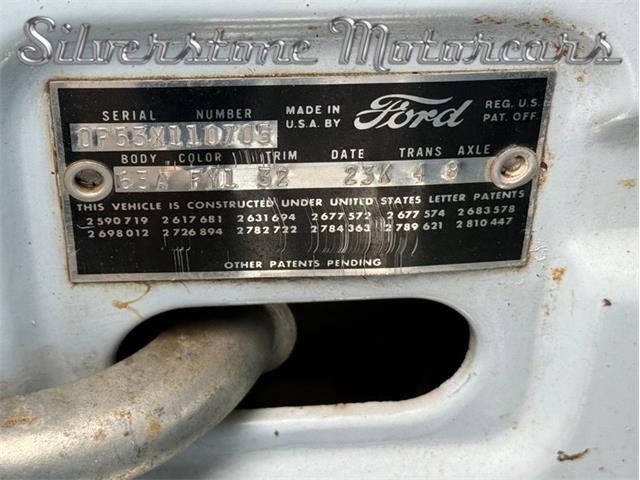 Silverstone Motorcars
SERIAL NUMBER MADE IN U.S.A. BY Ford REG. U.S. PAT. OFF.
0P53X110705
BODY COLOR TRIM DATE TRANS AXLE
63A FM1 32 23K 4 8
THIS VEHICLE IS CONSTRUCTED UNDER UNITED STATES LETTER PATENTS
2 590 719 2 617 681 2 631 694 2 677 572 2 677 574 2 683 578
2 698 012 2 726 894 2 782 722 2 784 363 2 789 621 2 810 447
OTHER PATENTS PENDING